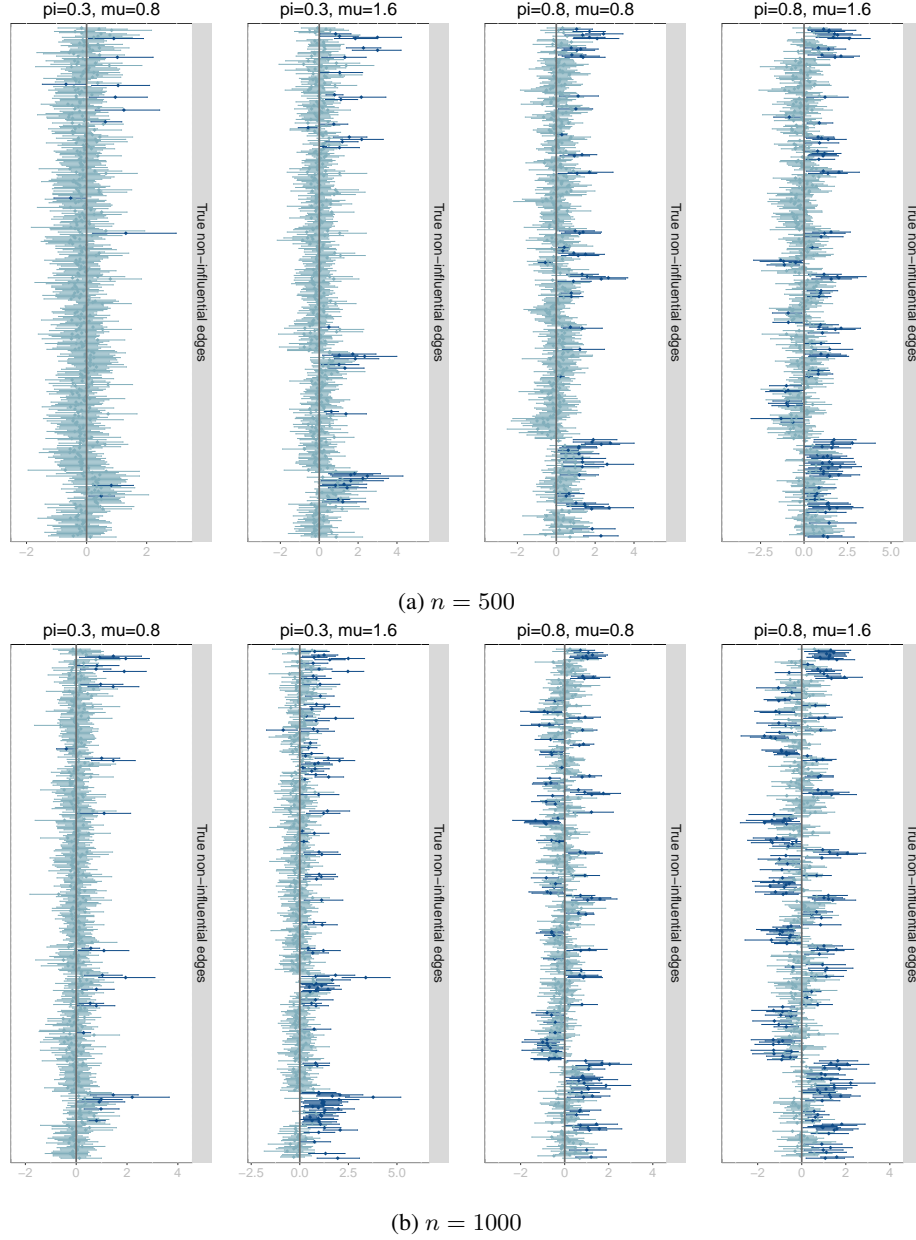 pi=0.3, mu=0.8 pi=0.3, mu=1.6 pi=0.8, mu=0.8 pi=0.8, mu=1.6
True non−influential edges
True non−influential edges
True non−influential edges
True non−influential edges
−2 0 2 −2 0 2 4 −2 0 2 4 −2.5 0.0 2.5 5.0
(a) n = 500
pi=0.3, mu=0.8 pi=0.3, mu=1.6 pi=0.8, mu=0.8 pi=0.8, mu=1.6
True non−influential edges
True non−influential edges
True non−influential edges
True non−influential edges
−2 0 2 4 −2.5 0.0 2.5 5.0 −2 0 2 4 −2 0 2 4
(b) n = 1000